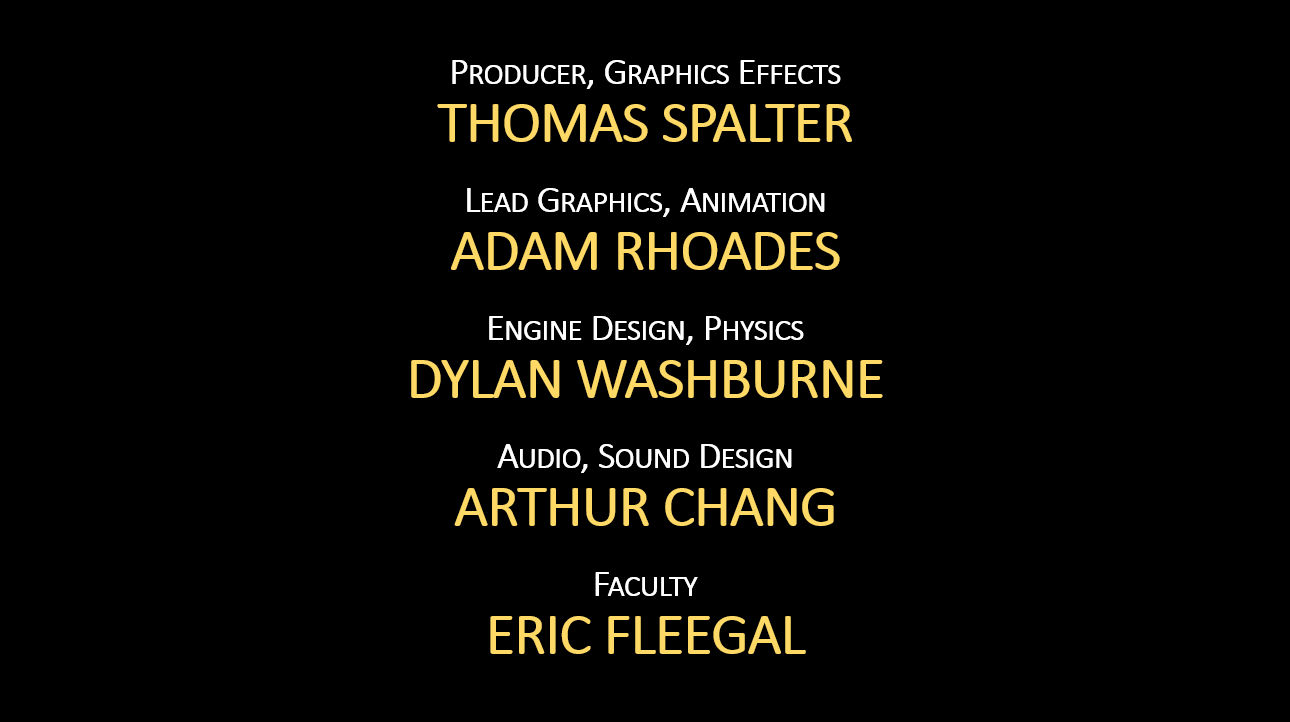 Producer, Graphics Effects
THOMAS SPALTER
Lead Graphics, Animation
ADAM RHOADES
Engine Design, Physics
DYLAN WASHBURNE
Audio, Sound Design
ARTHUR CHANG
Faculty
ERIC FLEEGAL